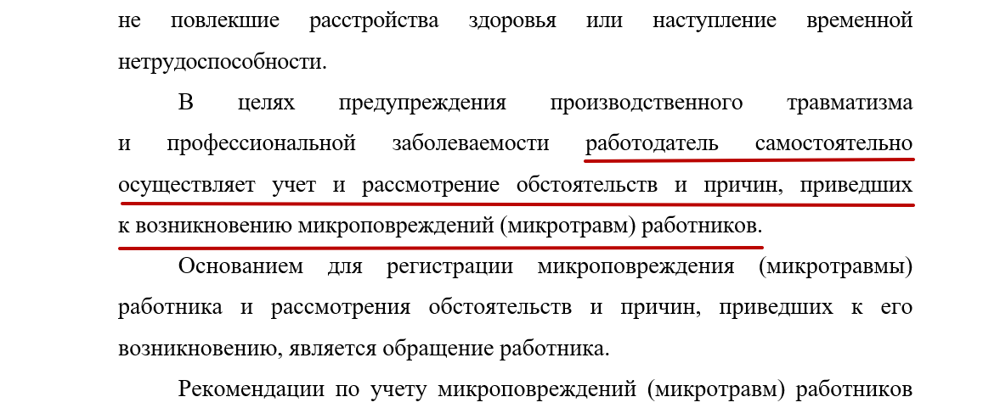 не повлекшие расстройства здоровья или наступление временной
нетрудоспособности.
В целях предупреждения производственного травматизма
и профессиональной заболеваемости работодатель самостоятельно
осуществляет учет и рассмотрение обстоятельств и причин, приведших
к возникновению микроповреждений (микротравм) работников.
Основанием для регистрации микроповреждения (микротравмы)
работника и рассмотрения обстоятельств и причин, приведших к его
возникновению, является обращение работника.
Рекомендации по учету микроповреждений (микротравм) работников